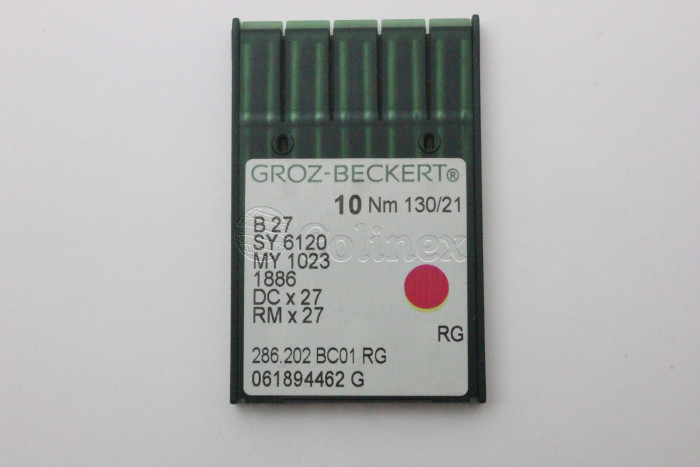 GROZ-BECKERT®
10 Nm 130/21
B 27
SY 6120
MY 1023
1886
DC x 27
RM x 27
RG
286.202 BC01 RG
061894462 G
Colinex